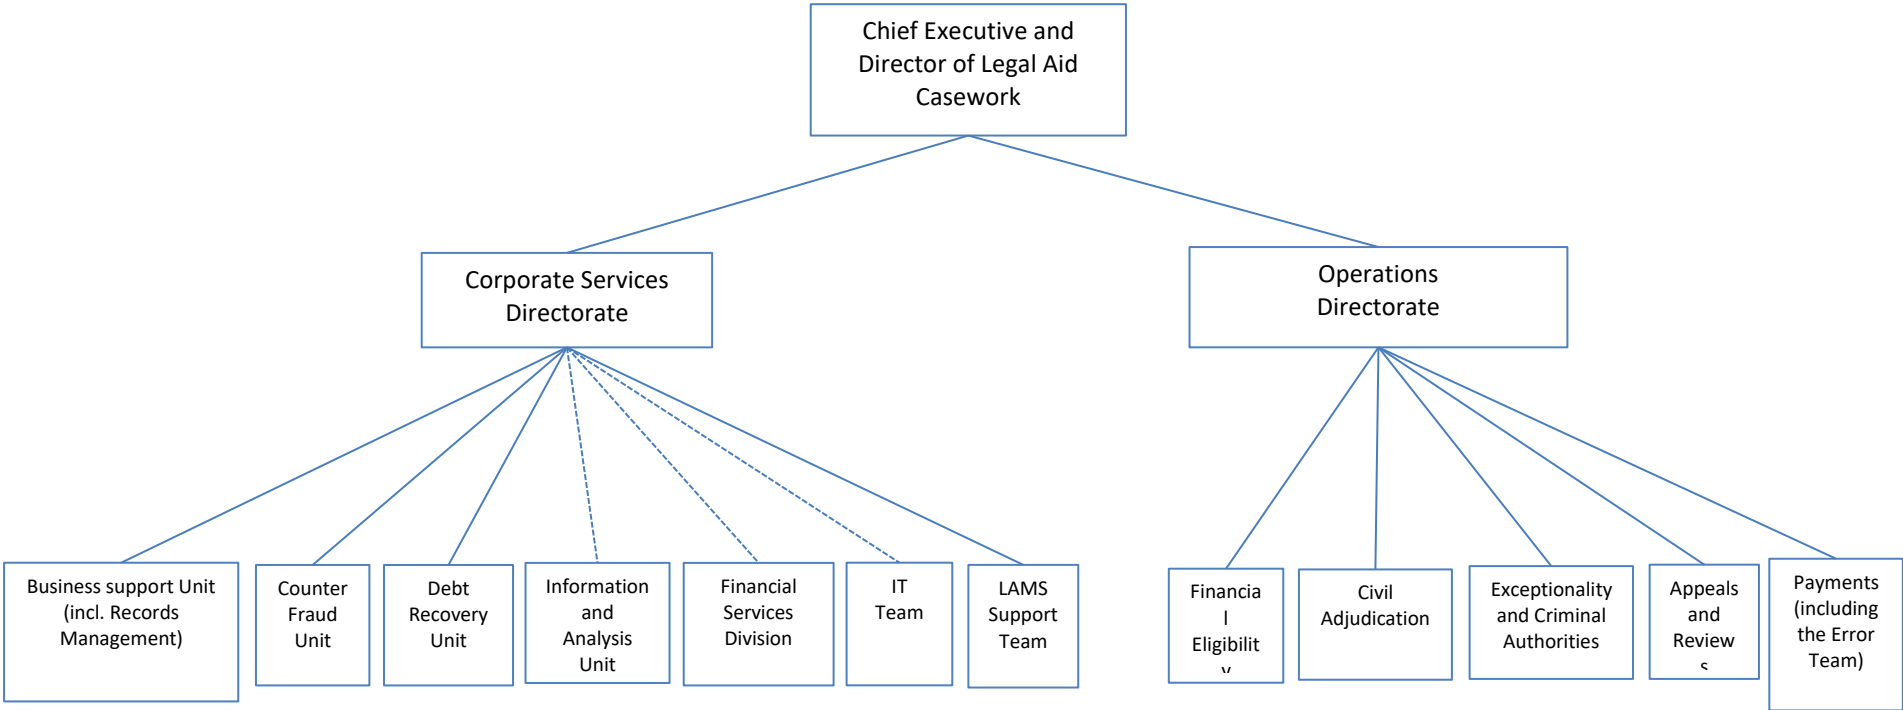 Chief Executive and
Director of Legal Aid
Casework
Corporate Services
Directorate
Operations
Directorate
Business support Unit
(incl. Records
Management)
Counter
Fraud
Unit
Debt
Recovery
Unit
Information
and
Analysis
Unit
Financial
Services
Division
IT
Team
LAMS
Support
Team
Financia
l
Eligibilit
y
Civil
Adjudication
Exceptionality
and Criminal
Authorities
Appeals
and
Review
s
Payments
(including
the Error
Team)